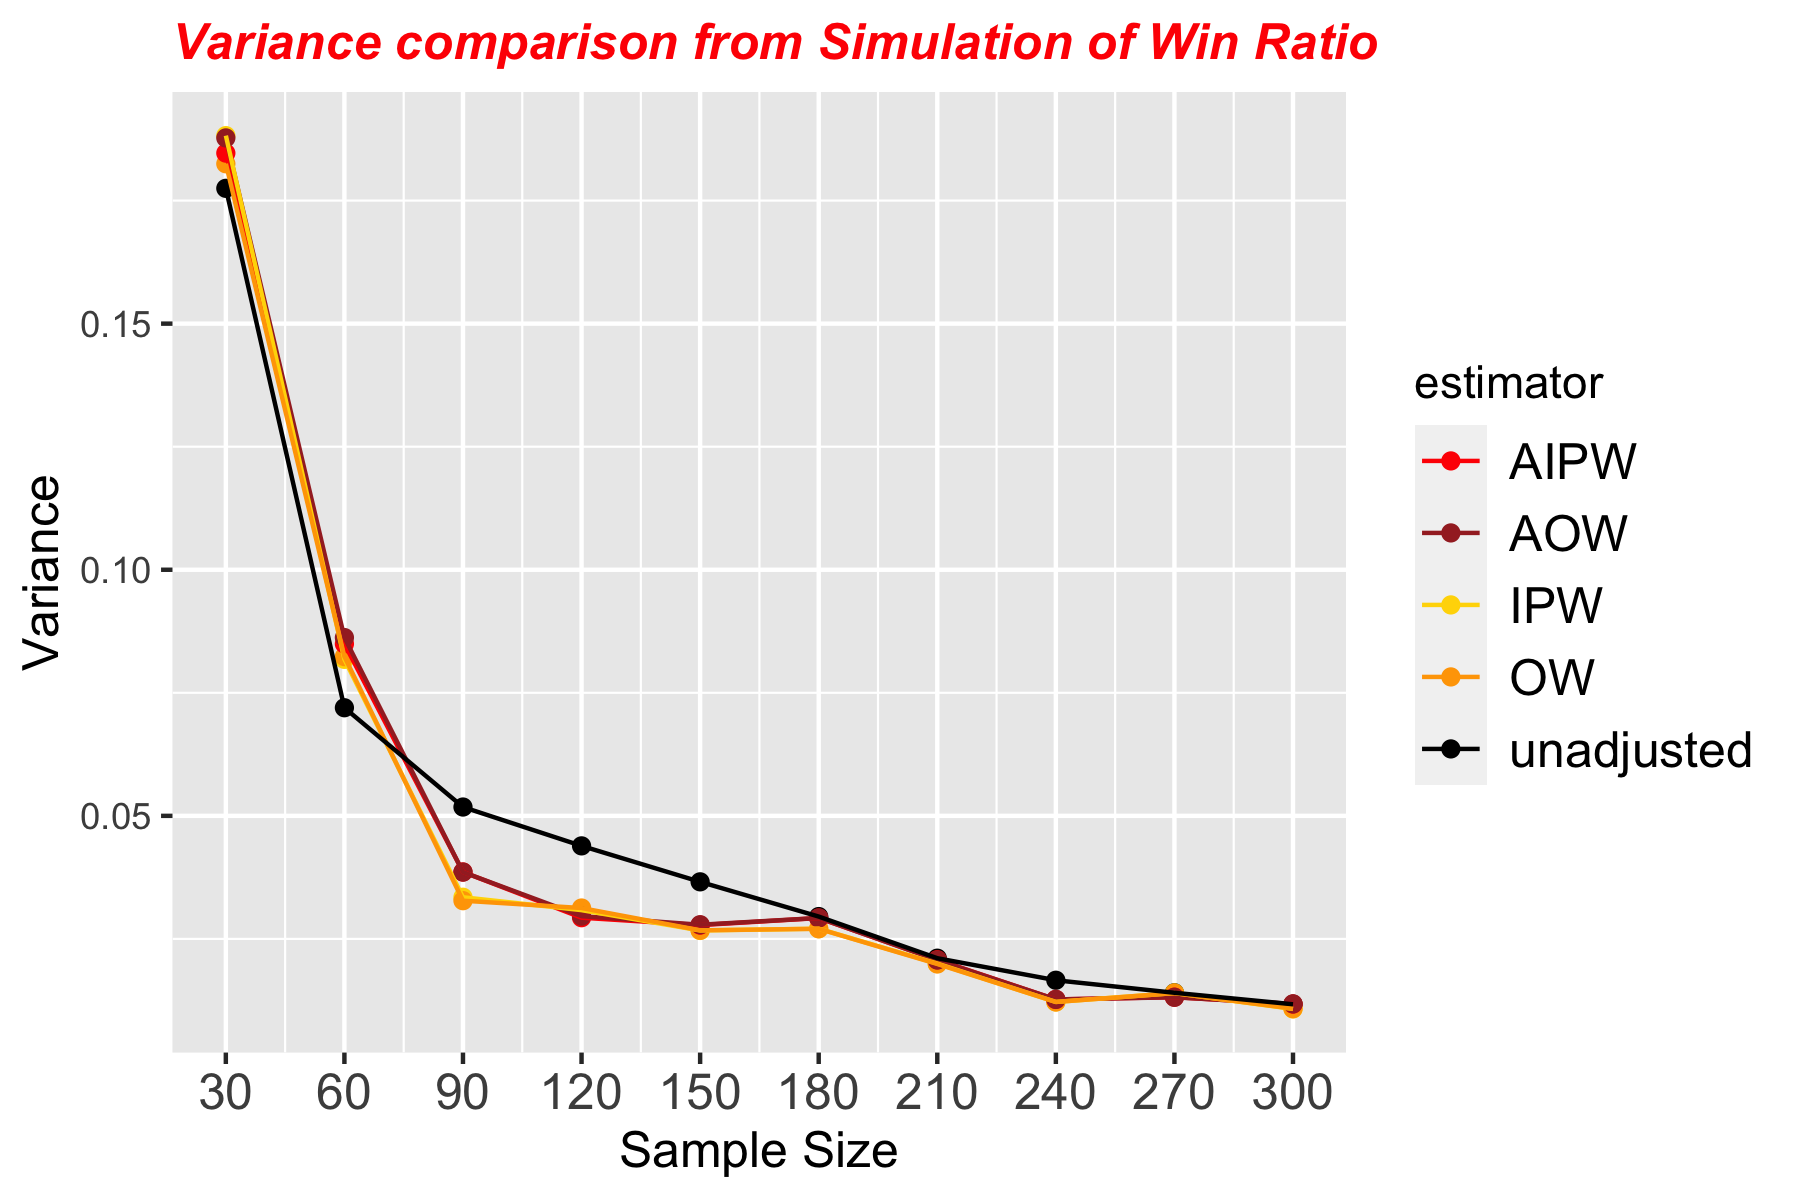 Variance comparison from Simulation of Win Ratio
0.15
0.10
0.05
Variance
30 60 90 120 150 180 210 240 270 300
Sample Size
estimator
AIPW
AOW
IPW
OW
unadjusted